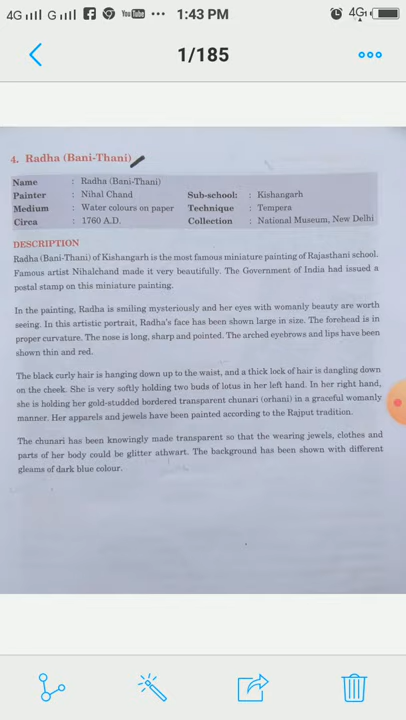 4G G YouTube ... 1:43 PM 4G1
1/185
4. Radha (Bani-Thani)
Name : Radha (Bani-Thani)
Painter : Nihal Chand Sub-school: : Kishangarh
Medium : Water colours on paper Technique : Tempera
Circa : 1760 A.D. Collection : National Museum, New Delhi
DESCRIPTION
Radha (Bani-Thani) of Kishangarh is the most famous miniature painting of Rajasthani school.
Famous artist Nihalchand made it very beautifully. The Government of India had issued a
postal stamp on this miniature painting.
In the painting, Radha is smiling mysteriously and her eyes with womanly beauty are worth
seeing. In this artistic portrait, Radha's face has been shown large in size. The forehead is in
proper curvature. The nose is long, sharp and pointed. The arched eyebrows and lips have been
shown thin and red.
The black curly hair is hanging down up to the waist, and a thick lock of hair is dangling down
on the cheek. She is very softly holding two buds of lotus in her left hand. In her right hand,
she is holding her gold-studded bordered transparent chunari (orhani) in a graceful womanly
manner. Her apparels and jewels have been painted according to the Rajput tradition.
The chunari has been knowingly made transparent so that the wearing jewels, clothes and
parts of her body could be glitter athwart. The background has been shown with different
gleams of dark blue colour.